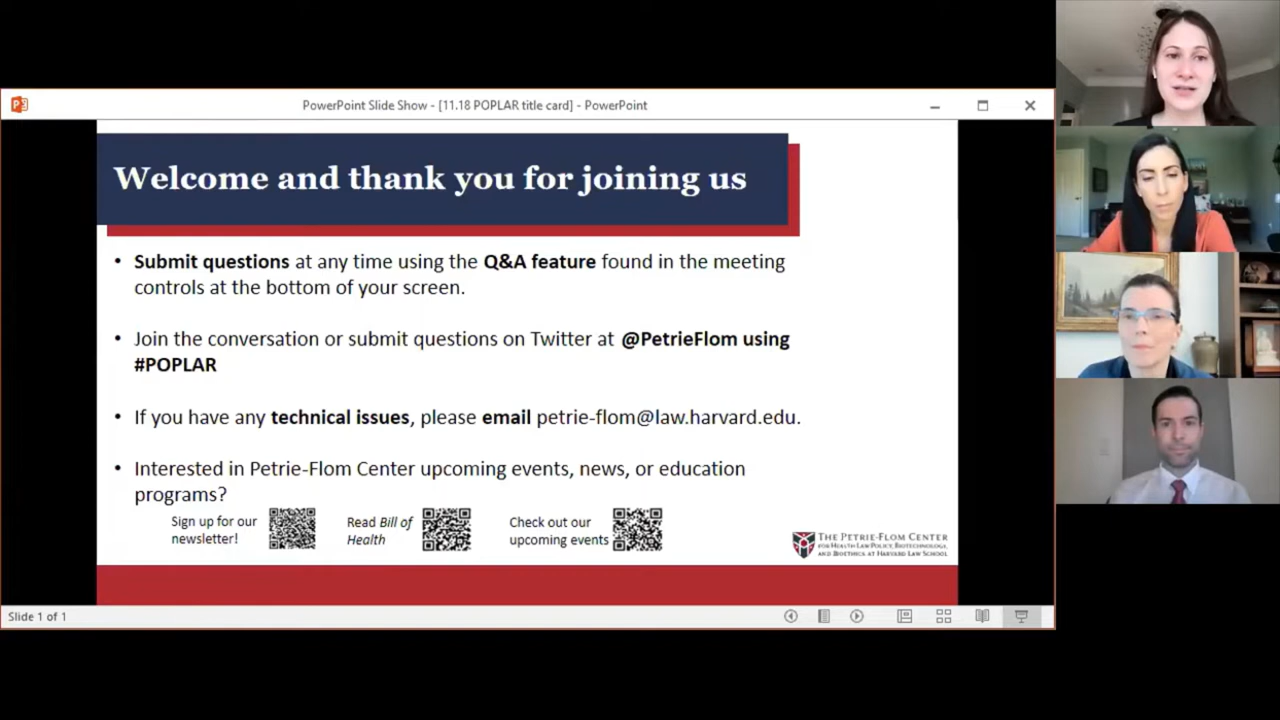 PowerPoint Slide Show - [11.18 POPLAR title card] - PowerPoint
Welcome and thank you for joining us
• Submit questions at any time using the Q&A feature found in the meeting
controls at the bottom of your screen.
• Join the conversation or submit questions on Twitter at @PetrieFlom using
#POPLAR
• If you have any technical issues, please email petrie-flom@law.harvard.edu.
• Interested in Petrie-Flom Center upcoming events, news, or education
programs?
Sign up for our
newsletter!
Read Bill of
Health
Check out our
upcoming events
THE PETRIE-FLOM CENTER
FOR HEALTH LAW POLICY, BIOTECHNOLOGY,
AND BIOETHICS AT HARVARD LAW SCHOOL
Slide 1 of 1